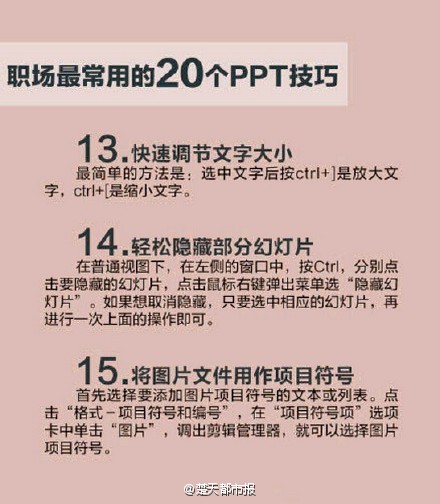 职场最常用的20个PPT技巧
13.快速调节文字大小
最简单的方法是：选中文字后按ctrl+]是放大文
字，ctrl+[是缩小文字。
14.轻松隐藏部分幻灯片
在普通视图下，在左侧的窗口中，按Ctrl，分别点
击要隐藏的幻灯片，点击鼠标右键弹出菜单选“隐藏幻
灯片”。如果想取消隐藏，只要选中相应的幻灯片，再
进行一次上面的操作即可。
15.将图片文件用作项目符号
首先选择要添加图片项目符号的文本或列表。点
击“格式－项目符号和编号”，在“项目符号项”选项
卡中单击“图片”，调出剪辑管理器，就可以选择图片
项目符号。
@楚天都市报